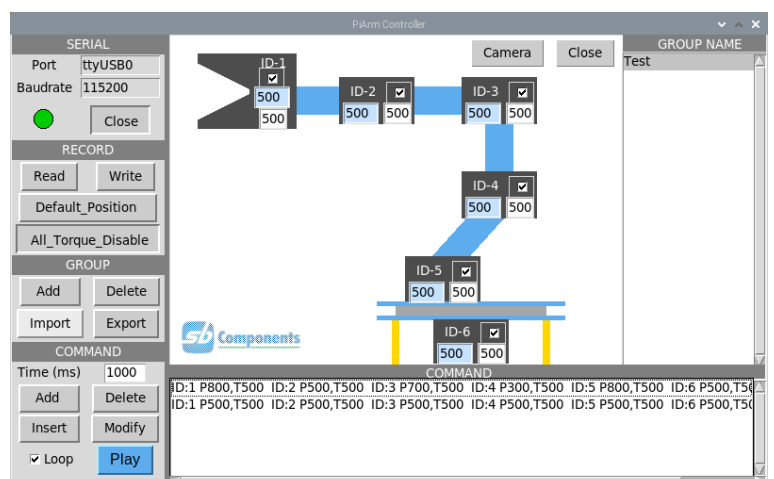 PiArm Controller
SERIAL
Port ttyUSB0
Baudrate 115200
Close
RECORD
Read Write
Default_Position
All_Torque_Disable
GROUP
Add Delete
Import Export
COMMAND
Time (ms) 1000
Add Delete
Insert Modify
Loop Play
Camera Close
ID-1
500
500
ID-2
500 500
ID-3
500 500
ID-4
500 500
ID-5
500 500
ID-6
500 500
sb Components
GROUP NAME
Test
COMMAND
ID:1 P800,T500 ID:2 P500,T500 ID:3 P700,T500 ID:4 P300,T500 ID:5 P800,T500 ID:6 P500,T50
ID:1 P500,T500 ID:2 P500,T500 ID:3 P500,T500 ID:4 P500,T500 ID:5 P500,T500 ID:6 P500,T50